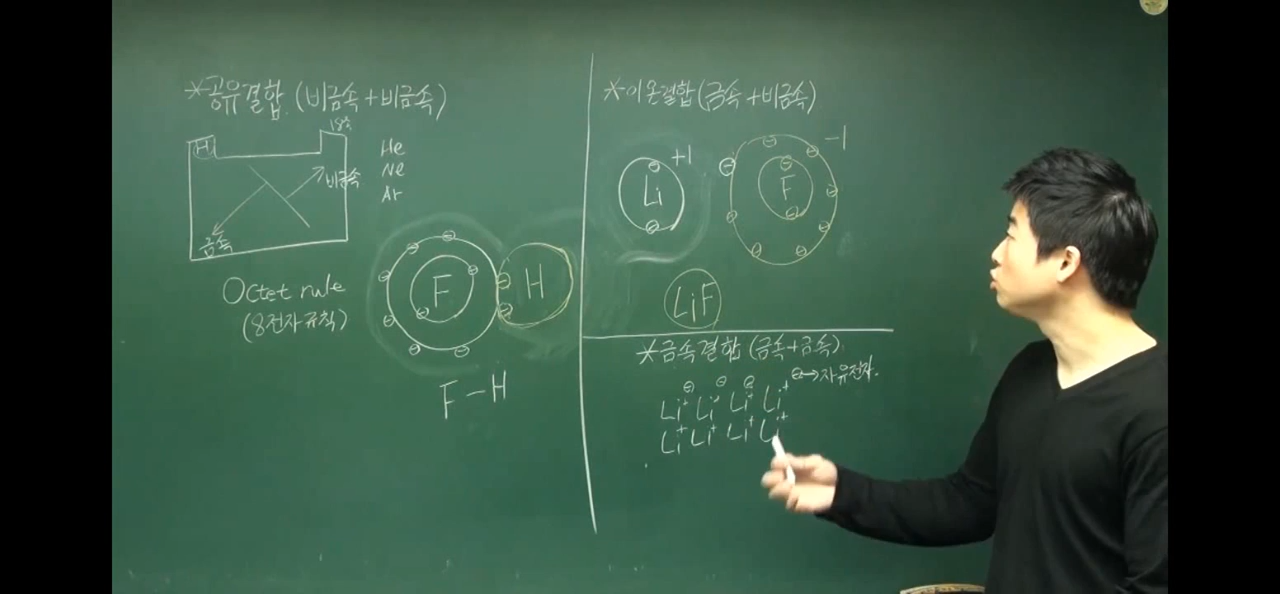 *공유결합 (비금속+비금속)
H
18족
비금속
금속
He
Ne
Ar
Octet rule
(8전자 규칙)
F H
F-H
*이온결합 (금속+비금속)
Li +1
F -1
LiF
*금속결합 (금속+금속)
⊖→자유전자.
⊖ ⊖ ⊖
Li⁺ Li⁺ Li⁺ Li⁺
Li⁺ Li⁺ Li⁺ Li⁺